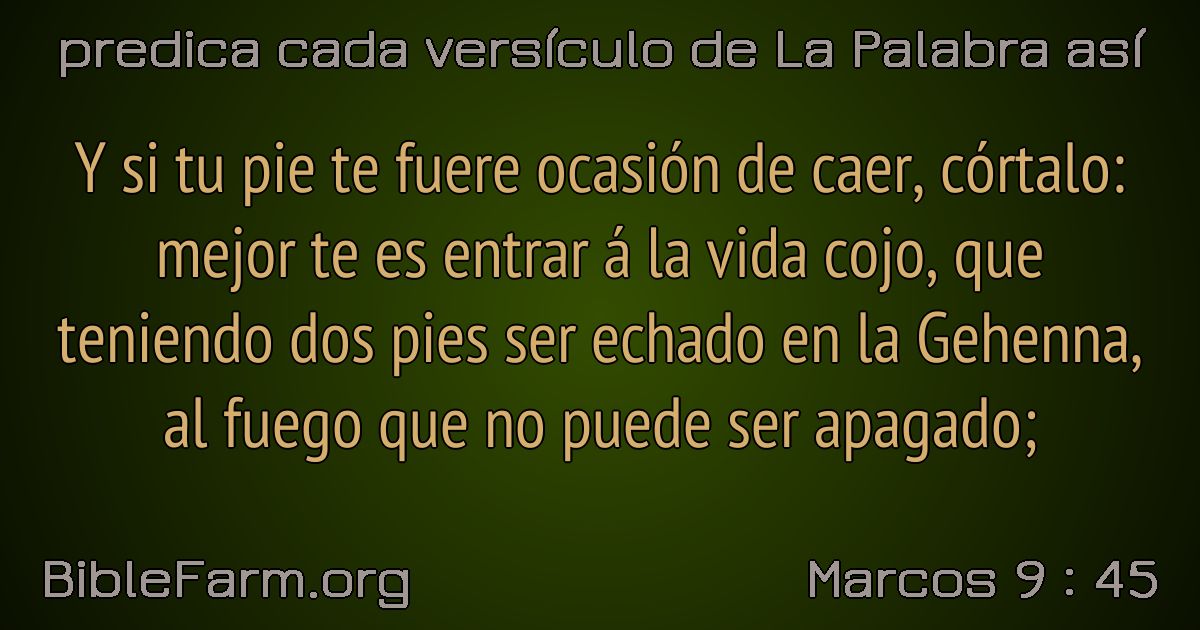 predica cada versículo de La Palabra así
Y si tu pie te fuere ocasión de caer, córtalo:
mejor te es entrar á la vida cojo, que
teniendo dos pies ser echado en la Gehenna,
al fuego que no puede ser apagado;
BibleFarm.org
Marcos 9 : 45